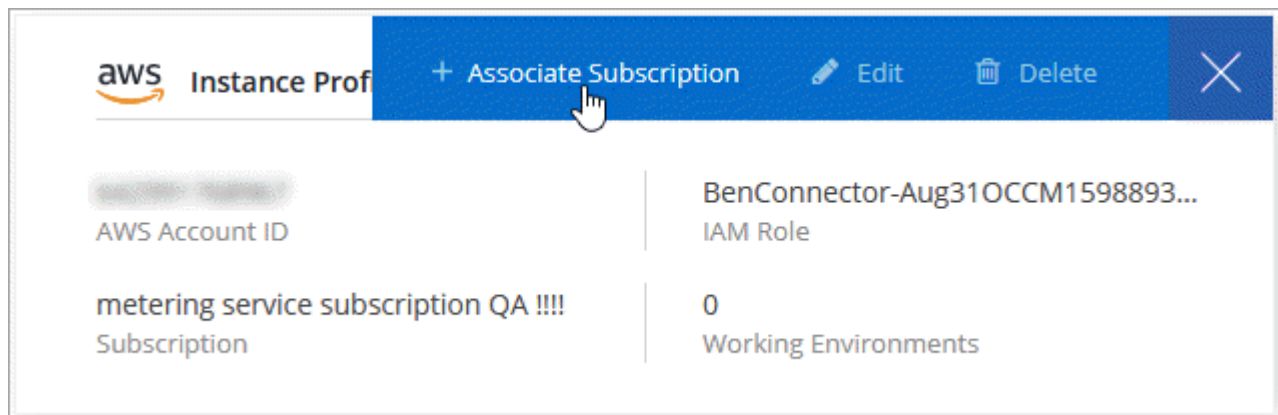 aws Instance Prof + Associate Subscription Edit Delete
AWS Account ID
BenConnector-Aug31OCCM1598893...
IAM Role
metering service subscription QA !!!!
Subscription
0
Working Environments